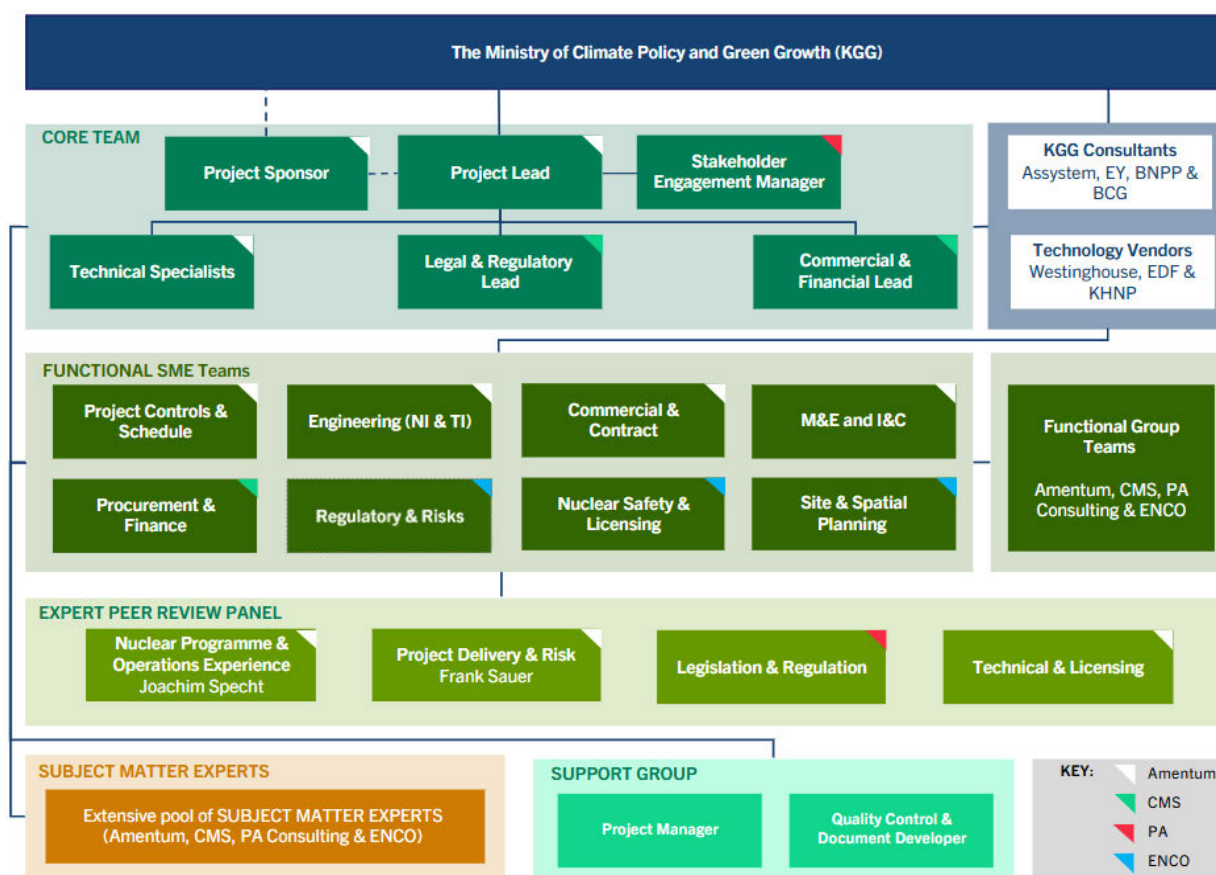 The Ministry of Climate Policy and Green Growth (KGG)
CORE TEAM
Project Sponsor
Project Lead
Stakeholder
Engagement Manager
KGG Consultants
Assystem, EY, BNPP &
BCG
Technical Specialists
Legal & Regulatory
Lead
Commercial &
Financial Lead
Technology Vendors
Westinghouse, EDF &
KHNP
FUNCTIONAL SME Teams
Project Controls &
Schedule
Engineering (NI & TI)
Commercial &
Contract
M&E and I&C
Procurement &
Finance
Regulatory & Risks
Nuclear Safety &
Licensing
Site & Spatial
Planning
Functional Group
Teams
Amentum, CMS, PA
Consulting & ENCO
EXPERT PEER REVIEW PANEL
Nuclear Programme &
Operations Experience
Joachim Specht
Project Delivery & Risk
Frank Sauer
Legislation & Regulation
Technical & Licensing
SUBJECT MATTER EXPERTS
Extensive pool of SUBJECT MATTER EXPERTS
(Amentum, CMS, PA Consulting & ENCO)
SUPPORT GROUP
Project Manager
Quality Control &
Document Developer
KEY:
Amentum
CMS
PA
ENCO